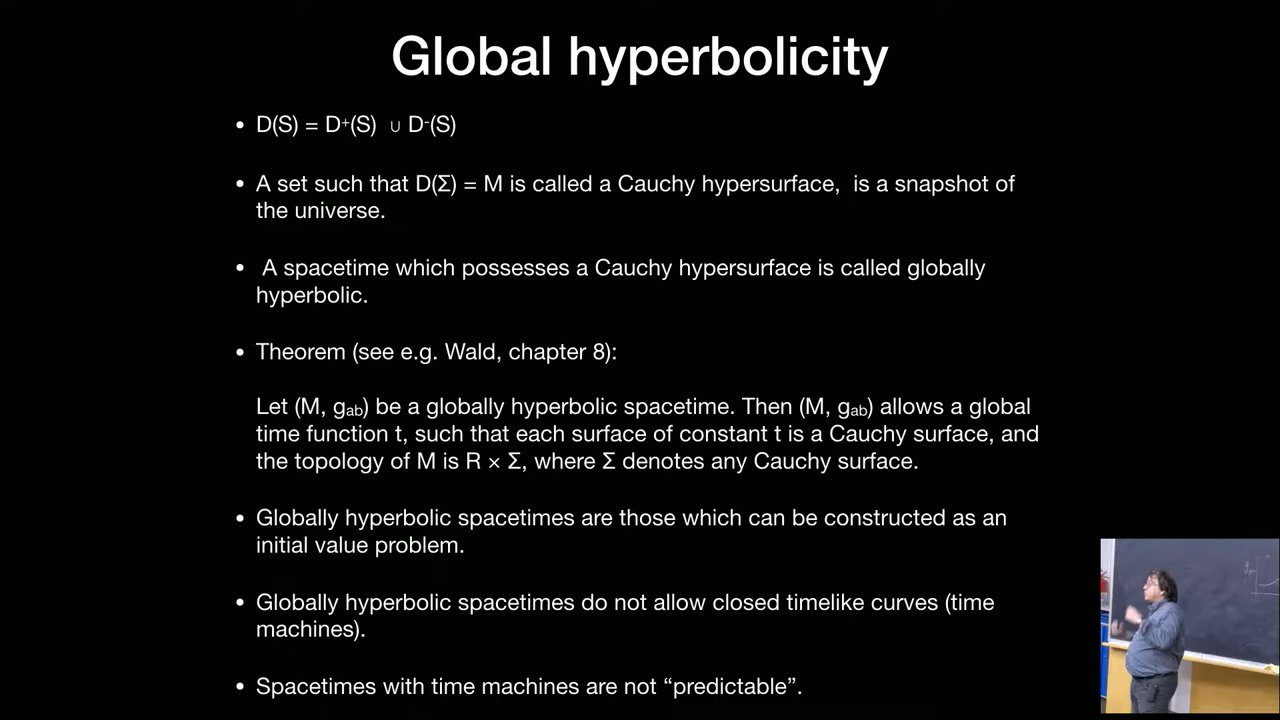 Global hyperbolicity
• D(S) = D⁺(S) ∪ D⁻(S)
• A set such that D(Σ) = M is called a Cauchy hypersurface,  is a snapshot of
the universe.
•  A spacetime which possesses a Cauchy hypersurface is called globally
hyperbolic.
• Theorem (see e.g. Wald, chapter 8):
Let (M, gab) be a globally hyperbolic spacetime. Then (M, gab) allows a global
time function t, such that each surface of constant t is a Cauchy surface, and
the topology of M is R × Σ, where Σ denotes any Cauchy surface.
• Globally hyperbolic spacetimes are those which can be constructed as an
initial value problem.
• Globally hyperbolic spacetimes do not allow closed timelike curves (time
machines).
• Spacetimes with time machines are not “predictable”.